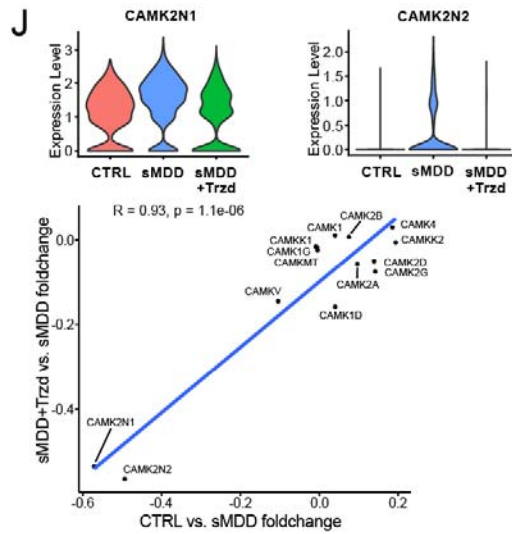 J
CAMK2N1
Expression Level
3
2
1
0
CTRL
sMDD
sMDD
+Trzd
CAMK2N2
Expression Level
2.0
1.5
1.0
0.5
0.0
CTRL
sMDD
sMDD
+Trzd
R = 0.93, p = 1.1e-06
sMDD+Trzd vs. sMDD foldchange
0.0
-0.2
-0.4
CAMK1
CAMK2B
CAMK4
CAMKK1
CAMKK2
CAMK1G
CAMKMT
CAMK2D
CAMK2A
CAMK2G
CAMKV
CAMK1D
CAMK2N1
CAMK2N2
-0.6
-0.4
-0.2
0.0
0.2
CTRL vs. sMDD foldchange